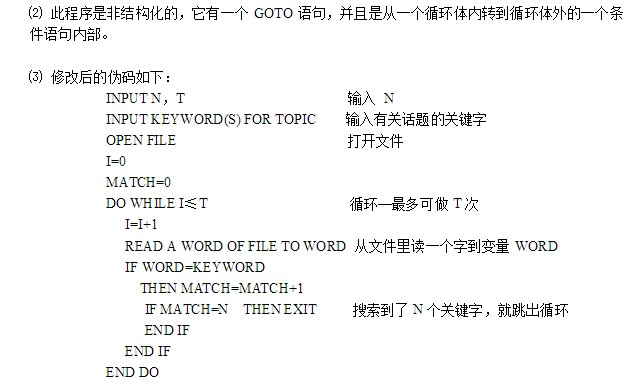 ⑵ 此程序是非结构化的，它有一个 GOTO 语句，并且是从一个循环体内转到循环体外的一个条
件语句内部。
⑶ 修改后的伪码如下：
INPUT N，T 输入 N
INPUT KEYWORD(S) FOR TOPIC 输入有关话题的关键字
OPEN FILE 打开文件
I=0
MATCH=0
DO WHILE I≤T 循环—最多可做 T 次
I=I+1
READ A WORD OF FILE TO WORD 从文件里读一个字到变量 WORD
IF WORD=KEYWORD
THEN MATCH=MATCH+1
IF MATCH=N THEN EXIT 搜索到了 N 个关键字，就跳出循环
END IF
END IF
END DO